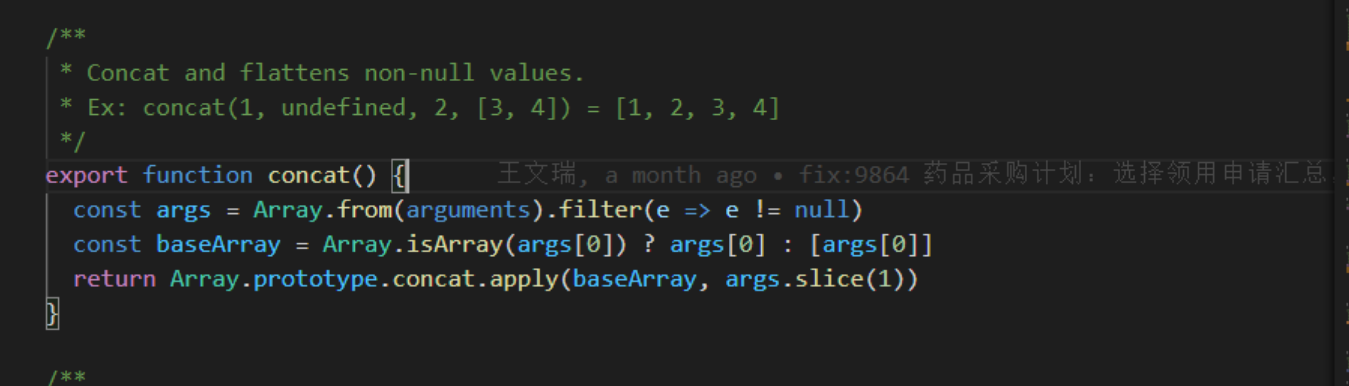 /**
 * Concat and flattens non-null values.
 * Ex: concat(1, undefined, 2, [3, 4]) = [1, 2, 3, 4]
 */
export function concat() { 王文瑞, a month ago • fix:9864 药品采购计划：选择领用申请汇总
  const args = Array.from(arguments).filter(e => e != null)
  const baseArray = Array.isArray(args[0]) ? args[0] : [args[0]]
  return Array.prototype.concat.apply(baseArray, args.slice(1))
}
/**